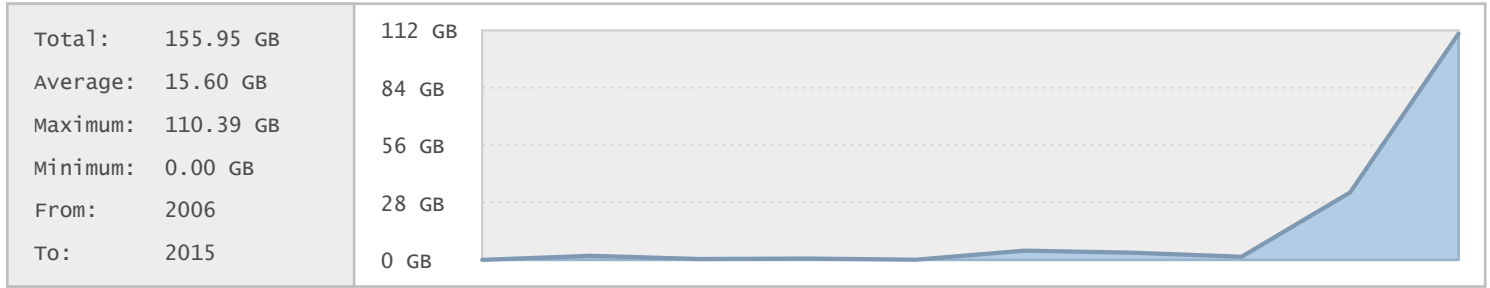 Total: 155.95 GB
Average: 15.60 GB
Maximum: 110.39 GB
Minimum: 0.00 GB
From: 2006
To: 2015
112 GB
84 GB
56 GB
28 GB
0 GB